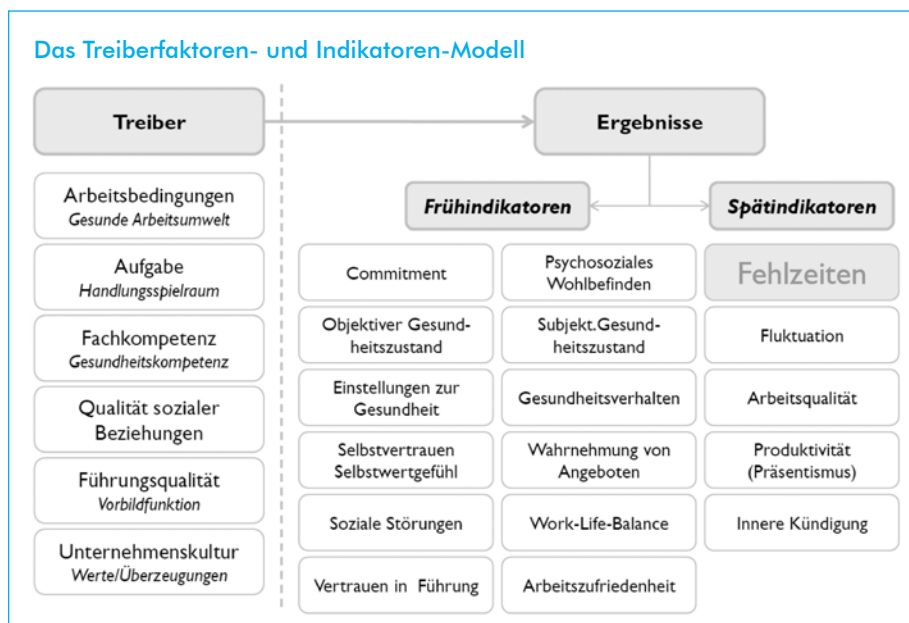 Das Treiberfaktoren- und Indikatoren-Modell
Treiber
Ergebnisse
Arbeitsbedingungen
Gesunde Arbeitsumwelt
Aufgabe
Handlungsspielraum
Fachkompetenz
Gesundheitskompetenz
Qualität sozialer
Beziehungen
Führungsqualität
Vorbildfunktion
Unternehmenskultur
Werte/Überzeugungen
Frühindikatoren
Commitment
Objektiver Gesund-
heitszustand
Einstellungen zur
Gesundheit
Selbstvertrauen
Selbstwertgefühl
Soziale Störungen
Vertrauen in Führung
Psychosoziales
Wohlbefinden
Subjekt.Gesund-
heitszustand
Gesundheitsverhalten
Wahrnehmung von
Angeboten
Work-Life-Balance
Arbeitszufriedenheit
Spätindikatoren
Fehlzeiten
Fluktuation
Arbeitsqualität
Produktivität
(Präsentismus)
Innere Kündigung